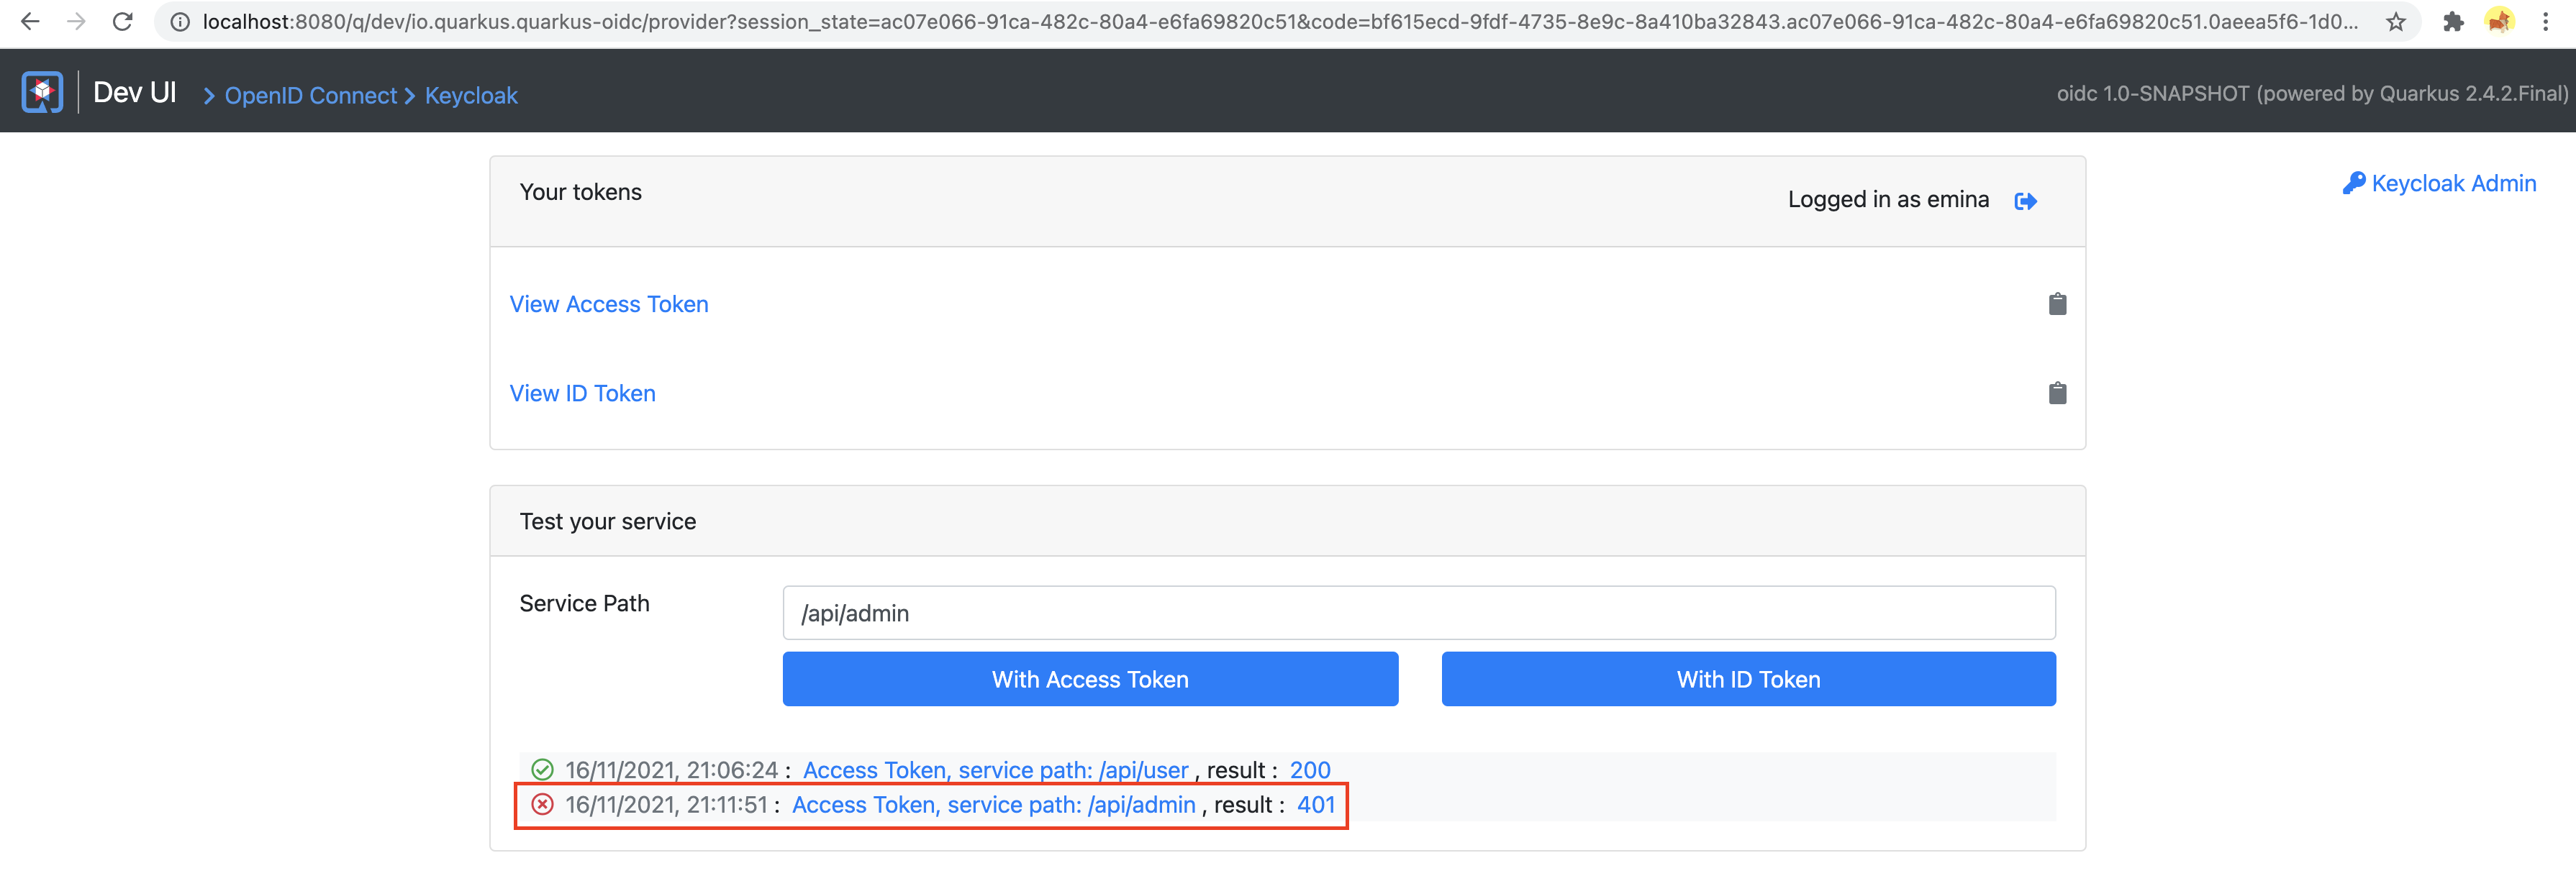 localhost:8080/q/dev/io.quarkus.quarkus-oidc/provider?session_state=ac07e066-91ca-482c-80a4-e6fa69820c51&code=bf615ecd-9fdf-4735-8e9c-8a410ba32843.ac07e066-91ca-482c-80a4-e6fa69820c51.0aeea5f6-1d0...
Dev UI > OpenID Connect > Keycloak
oidc 1.0-SNAPSHOT (powered by Quarkus 2.4.2.Final)
Keycloak Admin
Your tokens
Logged in as emina
View Access Token
View ID Token
Test your service
Service Path
/api/admin
With Access Token
With ID Token
16/11/2021, 21:06:24 : Access Token, service path: /api/user , result : 200
16/11/2021, 21:11:51 : Access Token, service path: /api/admin , result : 401